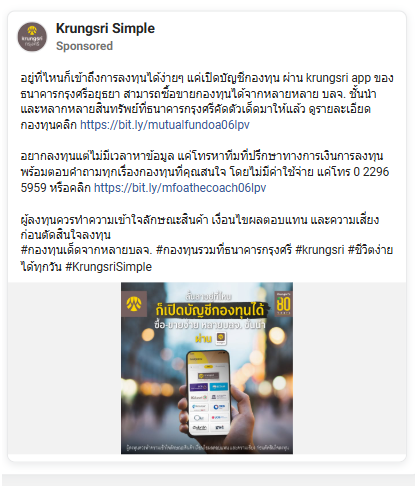 Krungsri Simple
Sponsored
อยู่ที่ไหนก็เข้าถึงการลงทุนได้ง่ายๆ แค่เปิดบัญชีกองทุน ผ่าน krungsri app ของ
ธนาคารกรุงศรีอยุธยา สามารถซื้อขายกองทุนได้จากหลายหลาย บลจ. ชั้นนำ
และหลากหลายสินทรัพย์ที่ธนาคารกรุงศรีคัดตัวเด็ดมาให้แล้ว ดูรายละเอียด
กองทุนคลิก https://bit.ly/mutualfundoa06lpv
อยากลงทุนแต่ไม่มีเวลาหาข้อมูล แค่โทรหาทีมที่ปรึกษาทางการเงินการลงทุน
พร้อมตอบคำถามทุกเรื่องกองทุนที่คุณสนใจ โดยไม่มีค่าใช้จ่าย แค่โทร 0 2296
5959 หรือคลิก https://bit.ly/mfoathecoach06lpv
ผู้ลงทุนควรทำความเข้าใจลักษณะสินค้า เงื่อนไขผลตอบแทน และความเสี่ยง
ก่อนตัดสินใจลงทุน
#กองทุนเด็ดจากหลายบลจ. #กองทุนรวมที่ธนาคารกรุงศรี #krungsri #ชีวิตง่าย
ได้ทุกวัน #KrungsriSimple
ก็เปิดบัญชีกองทุนได้
ซื้อ-ขายง่าย หลายบลจ. ชั้นนำ
ผ่าน
80